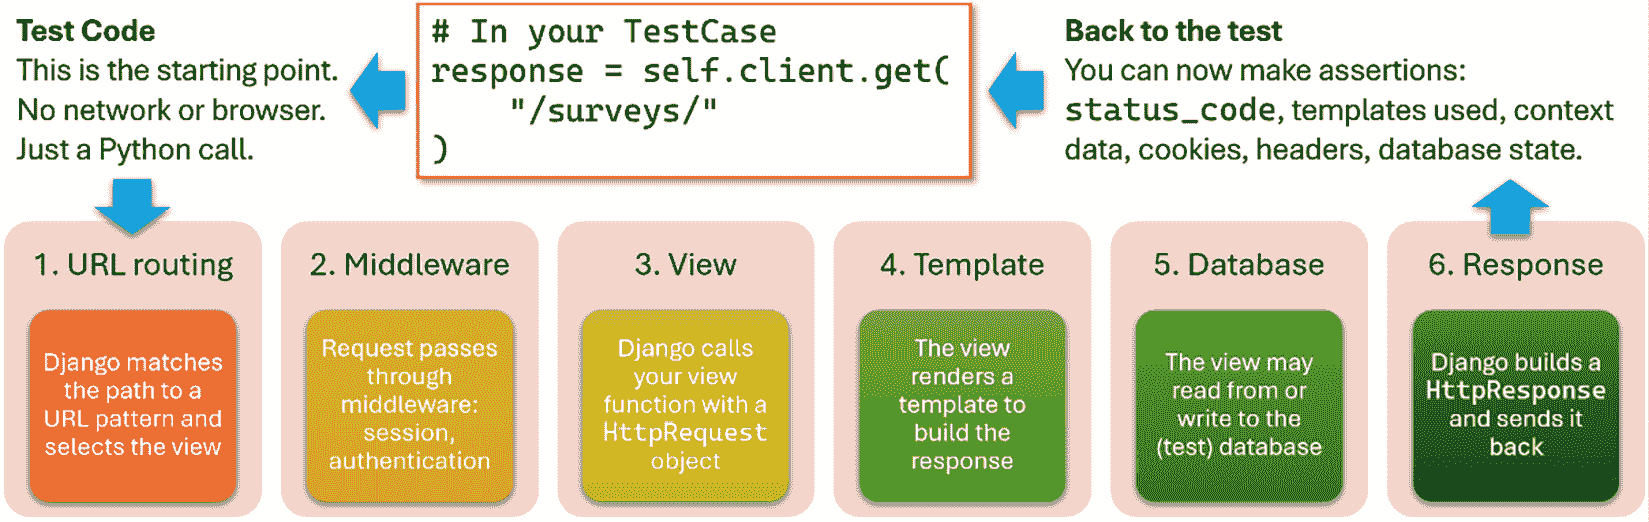 Test Code
This is the starting point.
No network or browser.
Just a Python call.
# In your TestCase
response = self.client.get(
    "/surveys/"
)
Back to the test
You can now make assertions:
status_code, templates used, context
data, cookies, headers, database state.
1. URL routing
Django matches
the path to a
URL pattern and
selects the view
2. Middleware
Request passes
through
middleware:
session,
authentication
3. View
Django calls
your view
function with a
HttpRequest
object
4. Template
The view
renders a
template to
build the
response
5. Database
The view may
read from or
write to the
(test) database
6. Response
Django builds a
HttpResponse
and sends it
back